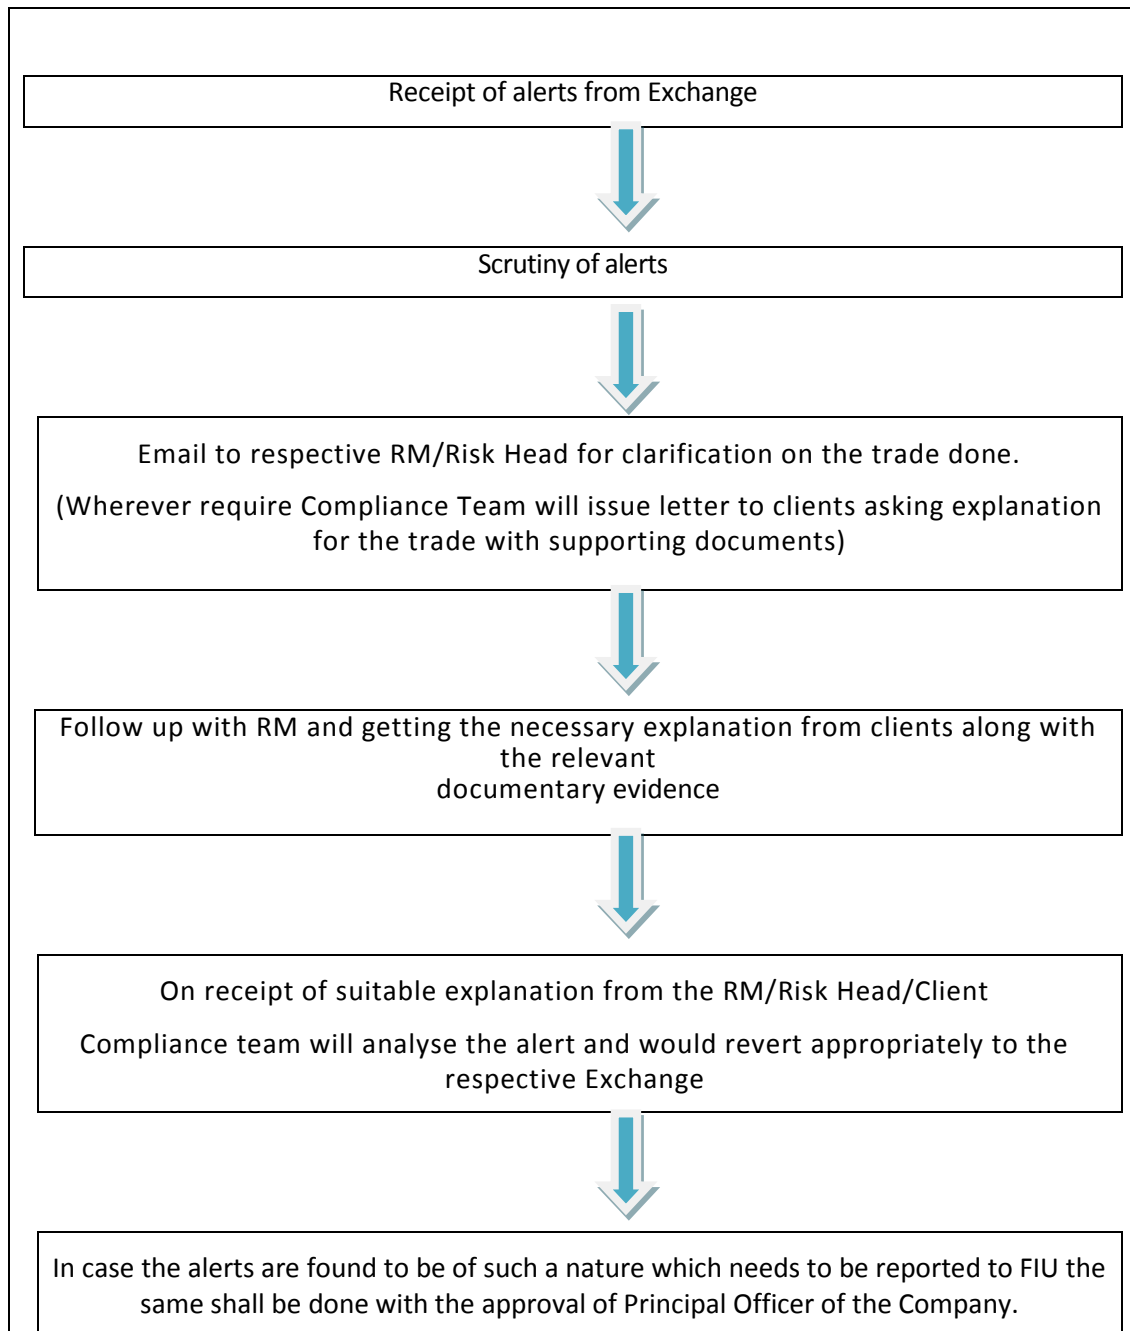 Receipt of alerts from Exchange
Scrutiny of alerts
Email to respective RM/Risk Head for clarification on the trade done.
(Wherever require Compliance Team will issue letter to clients asking explanation
for the trade with supporting documents)
Follow up with RM and getting the necessary explanation from clients along with
the relevant
documentary evidence
On receipt of suitable explanation from the RM/Risk Head/Client
Compliance team will analyse the alert and would revert appropriately to the
respective Exchange
In case the alerts are found to be of such a nature which needs to be reported to FIU the
same shall be done with the approval of Principal Officer of the Company.